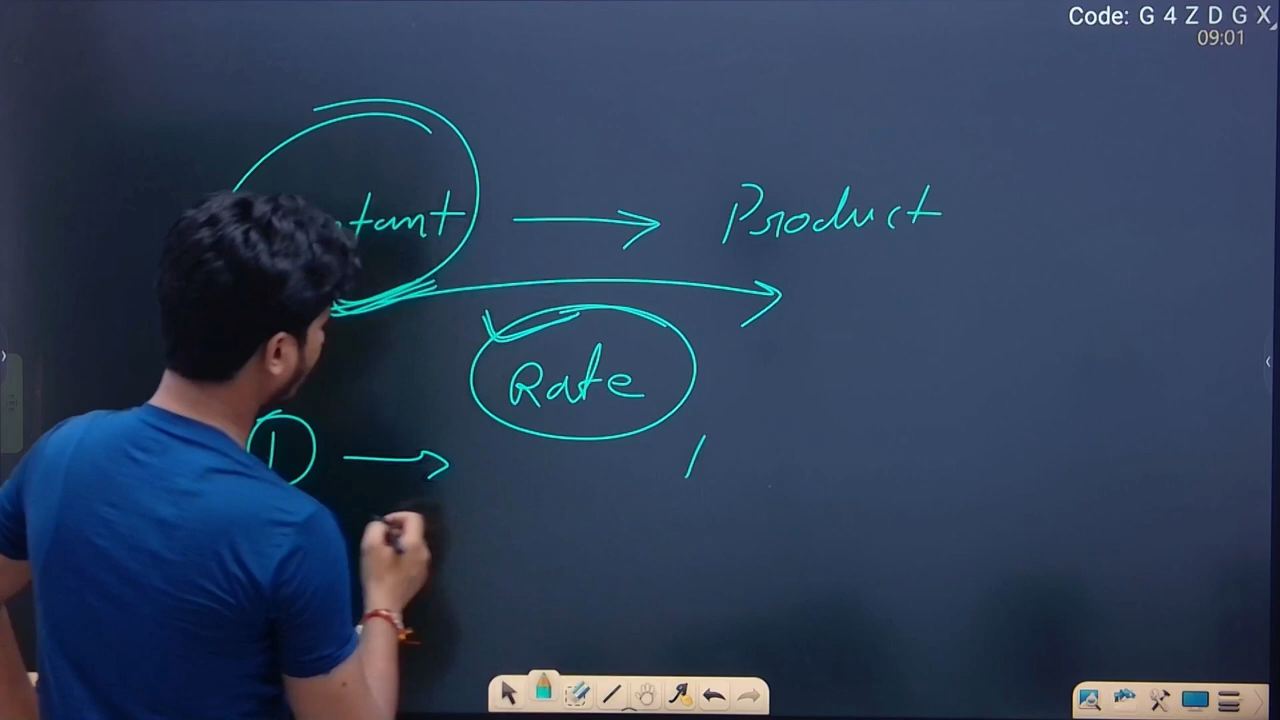 Code: G 4 Z D G X
09:01
tant → Product
Rate
① →
/